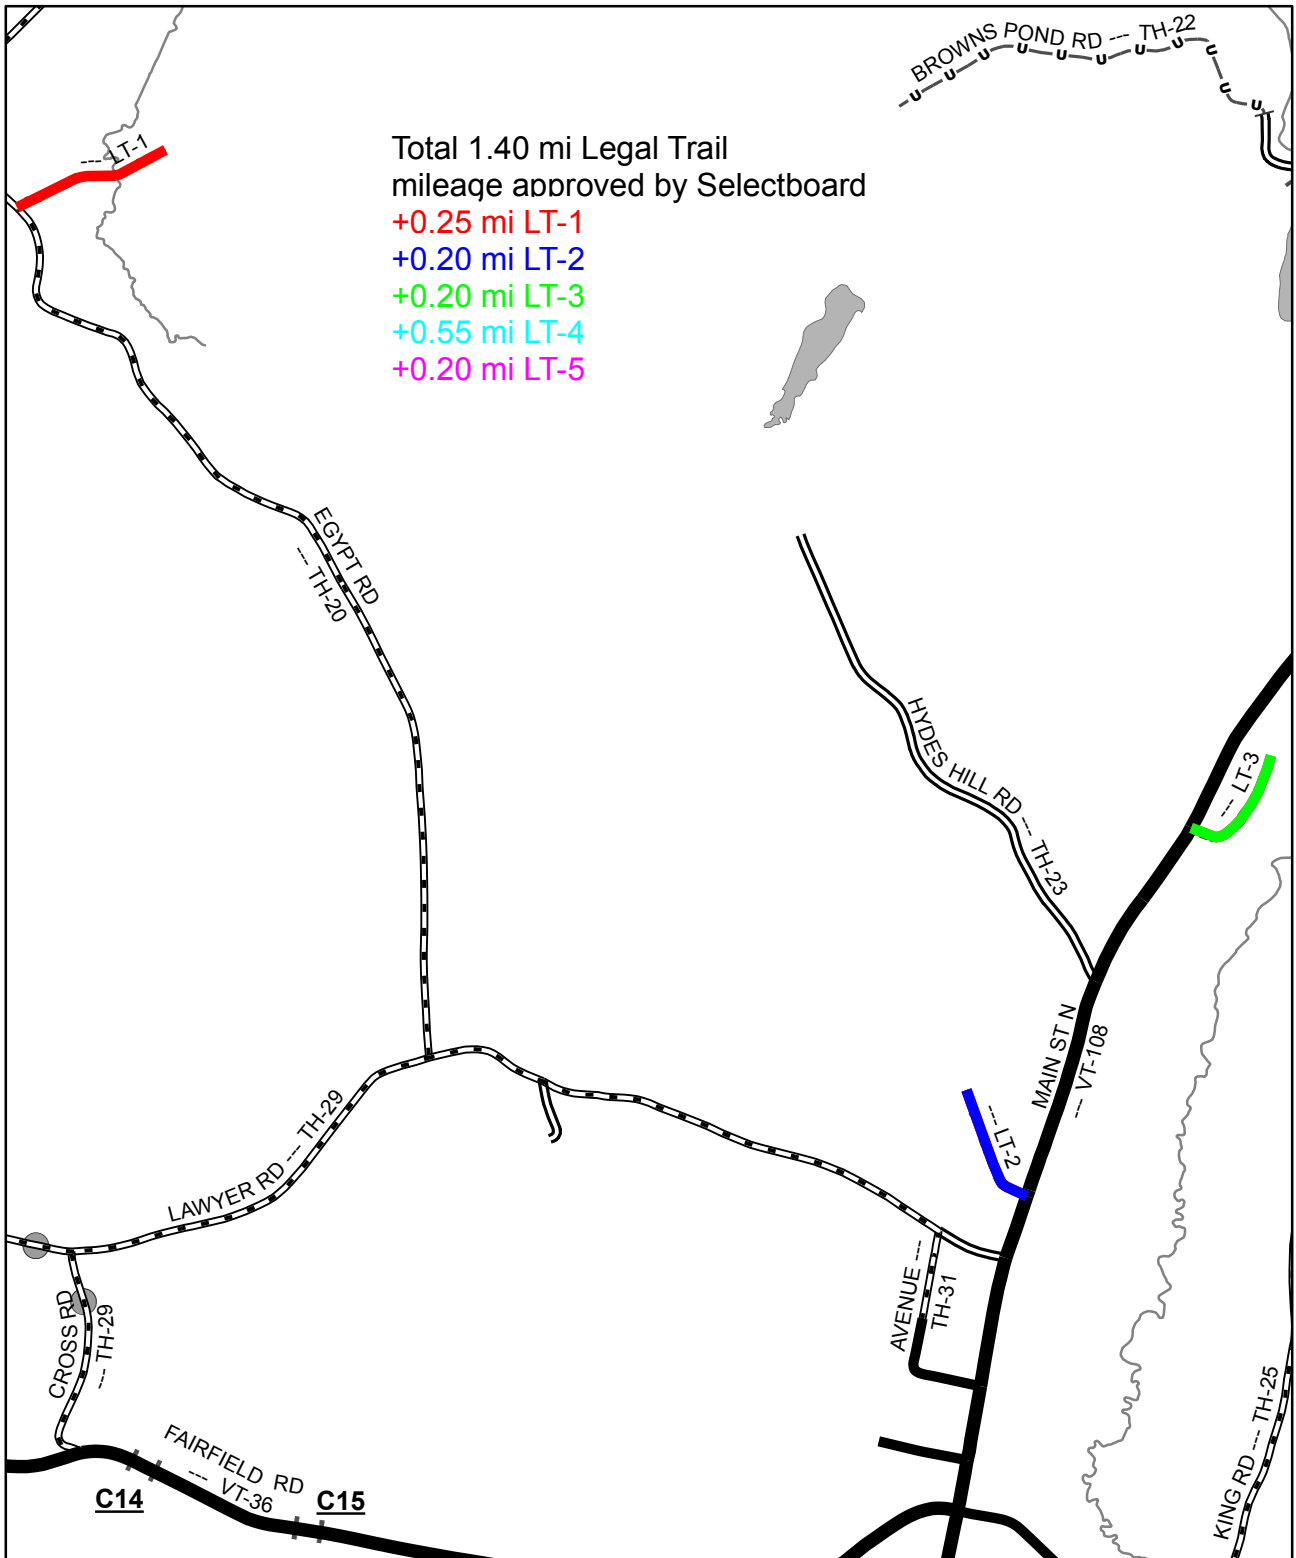 BROWNS POND RD --- TH-22
U U U U U U U U U U U
--- LT-1
Total 1.40 mi Legal Trail
mileage approved by Selectboard
+0.25 mi LT-1
+0.20 mi LT-2
+0.20 mi LT-3
+0.55 mi LT-4
+0.20 mi LT-5
EGYPT RD
--- TH-20
HYDES HILL RD --- TH-23
--- LT-3
MAIN ST N
--- VT-108
--- LT-2
LAWYER RD --- TH-29
AVENUE ---
TH-31
CROSS RD
--- TH-29
KING RD --- TH-25
FAIRFIELD RD
--- VT-36
C14
C15